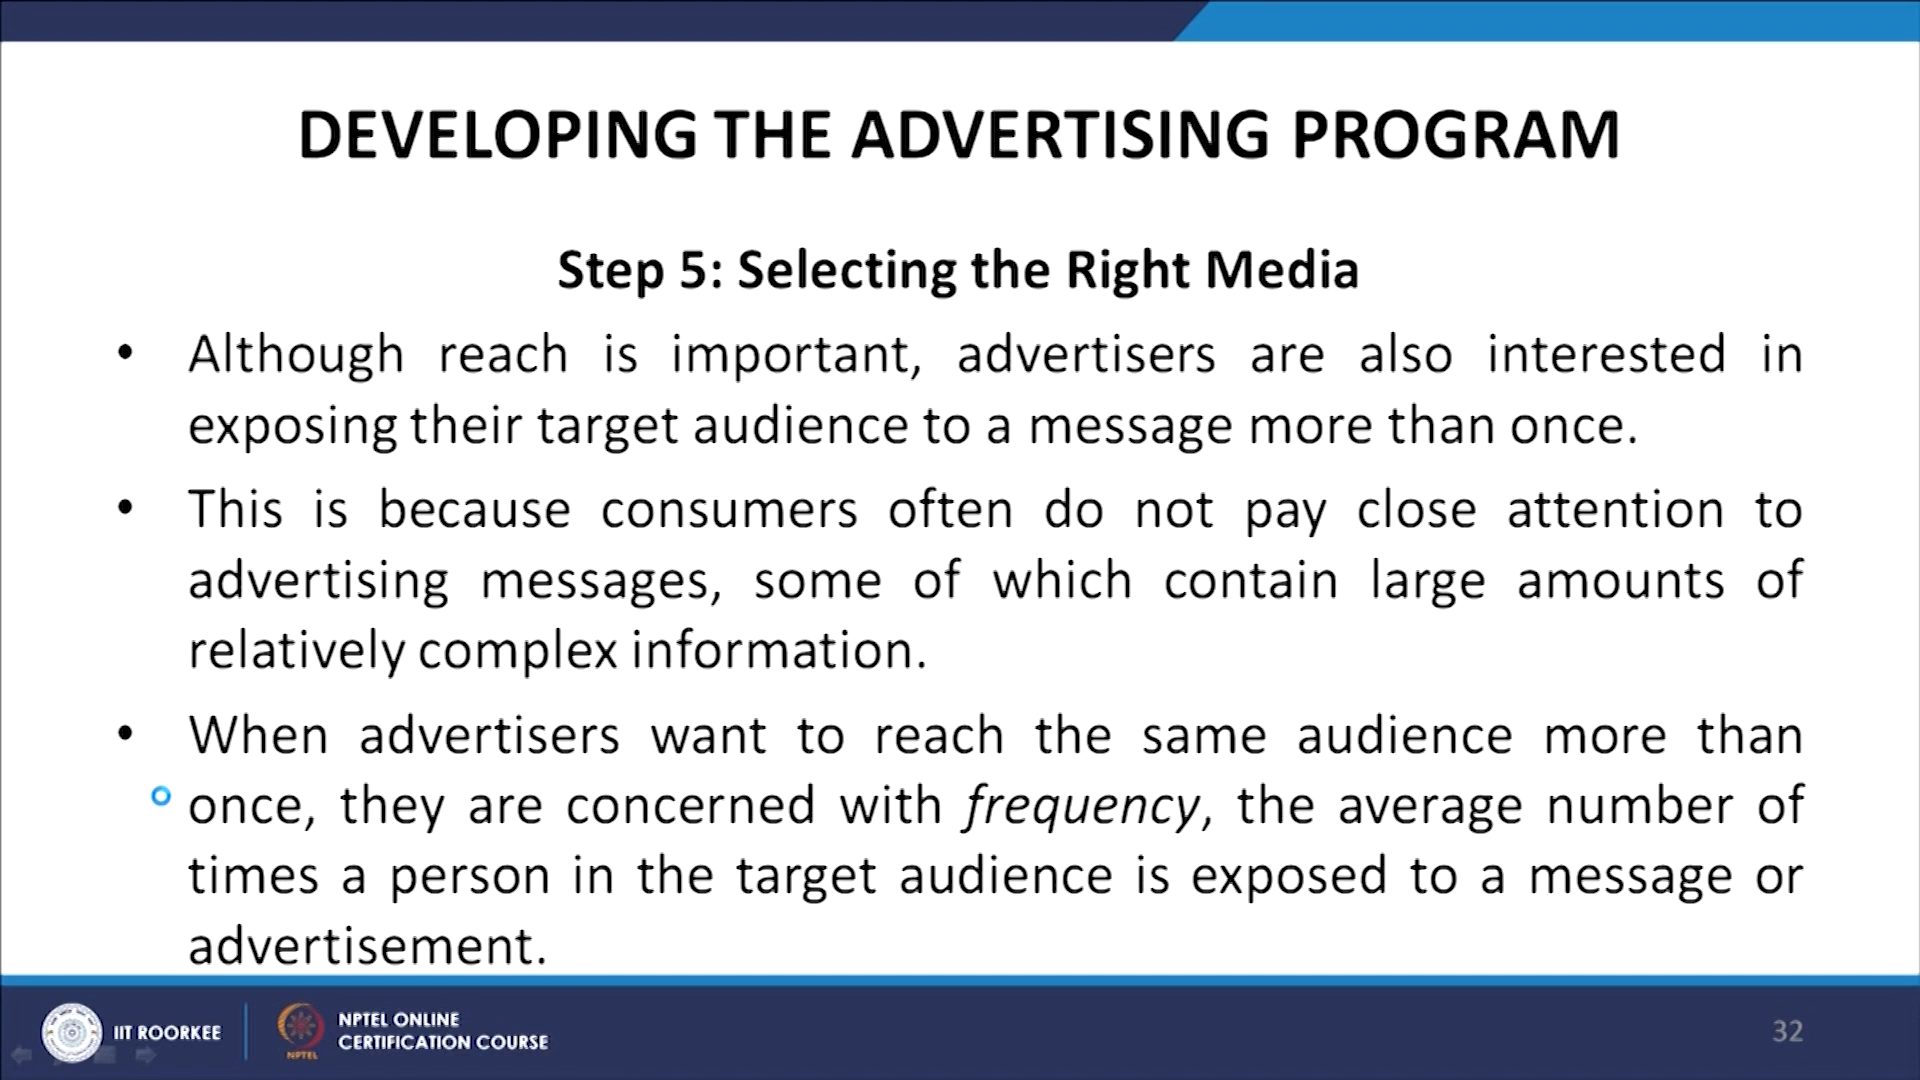 DEVELOPING THE ADVERTISING PROGRAM
Step 5: Selecting the Right Media
• Although reach is important, advertisers are also interested in
exposing their target audience to a message more than once.
• This is because consumers often do not pay close attention to
advertising messages, some of which contain large amounts of
relatively complex information.
• When advertisers want to reach the same audience more than
once, they are concerned with frequency, the average number of
times a person in the target audience is exposed to a message or
advertisement.
IIT ROORKEE
NPTEL
NPTEL ONLINE
CERTIFICATION COURSE
32